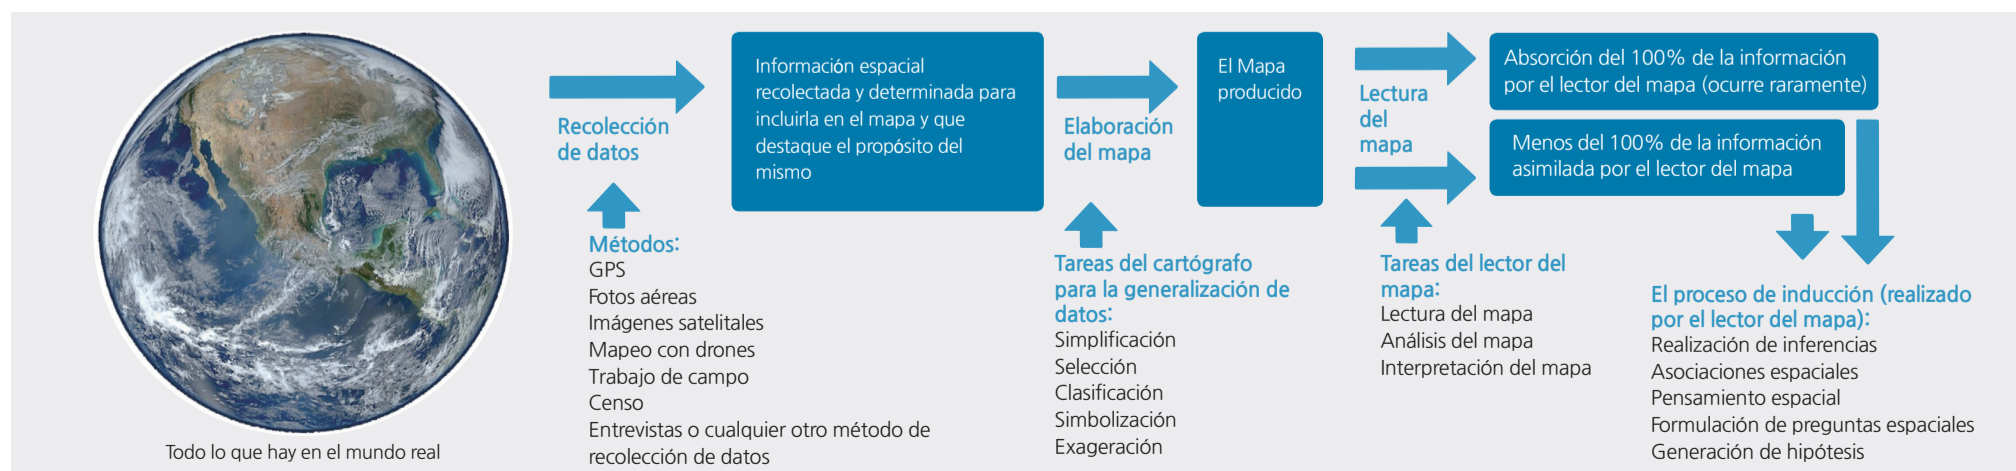 Todo lo que hay en el mundo real
Recolección
de datos
Métodos:
GPS
Fotos aéreas
Imágenes satelitales
Mapeo con drones
Trabajo de campo
Censo
Entrevistas o cualquier otro método de
recolección de datos
Información espacial
recolectada y determinada para
incluirla en el mapa y que
destaque el propósito del
mismo
Elaboración
del mapa
Tareas del cartógrafo
para la generalización de
datos:
Simplificación
Selección
Clasificación
Simbolización
Exageración
El Mapa
producido
Lectura
del
mapa
Tareas del lector del
mapa:
Lectura del mapa
Análisis del mapa
Interpretación del mapa
Absorción del 100% de la información
por el lector del mapa (ocurre raramente)
Menos del 100% de la información
asimilada por el lector del mapa
El proceso de inducción (realizado
por el lector del mapa):
Realización de inferencias
Asociaciones espaciales
Pensamiento espacial
Formulación de preguntas espaciales
Generación de hipótesis